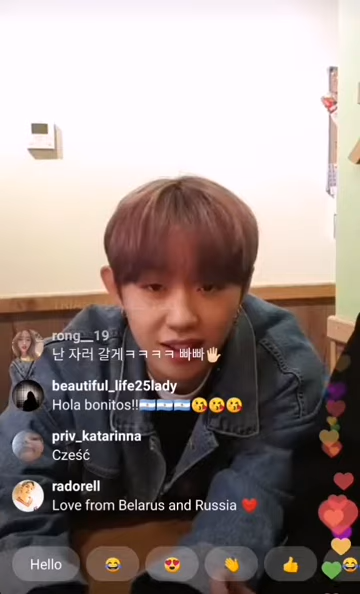 rong__19
난 자러 갈게ㅋㅋㅋㅋ 빠빠🖐🏻
beautiful_life25lady
Hola bonitos!!🇦🇷🇦🇷🇦🇷😘😘😘
priv_katarinna
Cześć
radorell
Love from Belarus and Russia ❤️
Hello